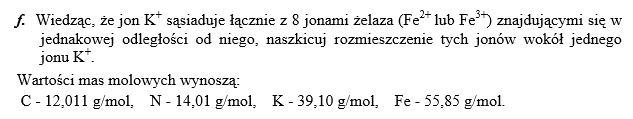 f. Wiedząc, że jon K⁺ sąsiaduje łącznie z 8 jonami żelaza (Fe²⁺ lub Fe³⁺) znajdującymi się w
jednakowej odległości od niego, naszkicuj rozmieszczenie tych jonów wokół jednego
jonu K⁺.
Wartości mas molowych wynoszą:
C - 12,011 g/mol, N - 14,01 g/mol, K - 39,10 g/mol, Fe - 55,85 g/mol.